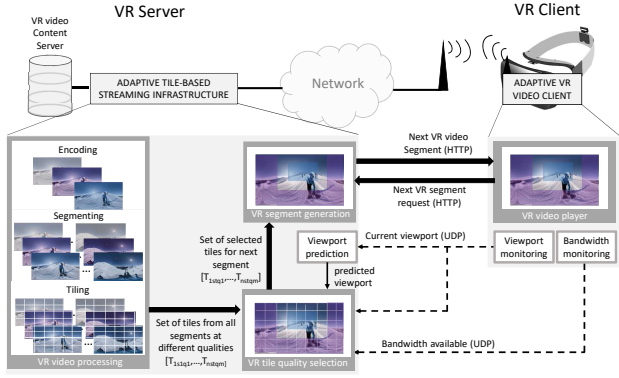 VR Server
VR Client
VR video
Content
Server
ADAPTIVE TILE-BASED
STREAMING INFRASTRUCTURE
Network
ADAPTIVE VR
VIDEO CLIENT
Encoding
Segmenting
...
...
Tiling
...
...
VR video processing
VR segment generation
Next VR video
Segment (HTTP)
Next VR segment
request (HTTP)
VR video player
Set of selected
tiles for next
segment
[T1stq1,...,Tnstqm]
Viewport
prediction
Current viewport (UDP)
Viewport
monitoring
Bandwidth
monitoring
predicted
viewport
Set of tiles from all
segments at
different qualities
[T1s1q1,...,Tnstqm]
VR tile quality selection
Bandwidth available (UDP)